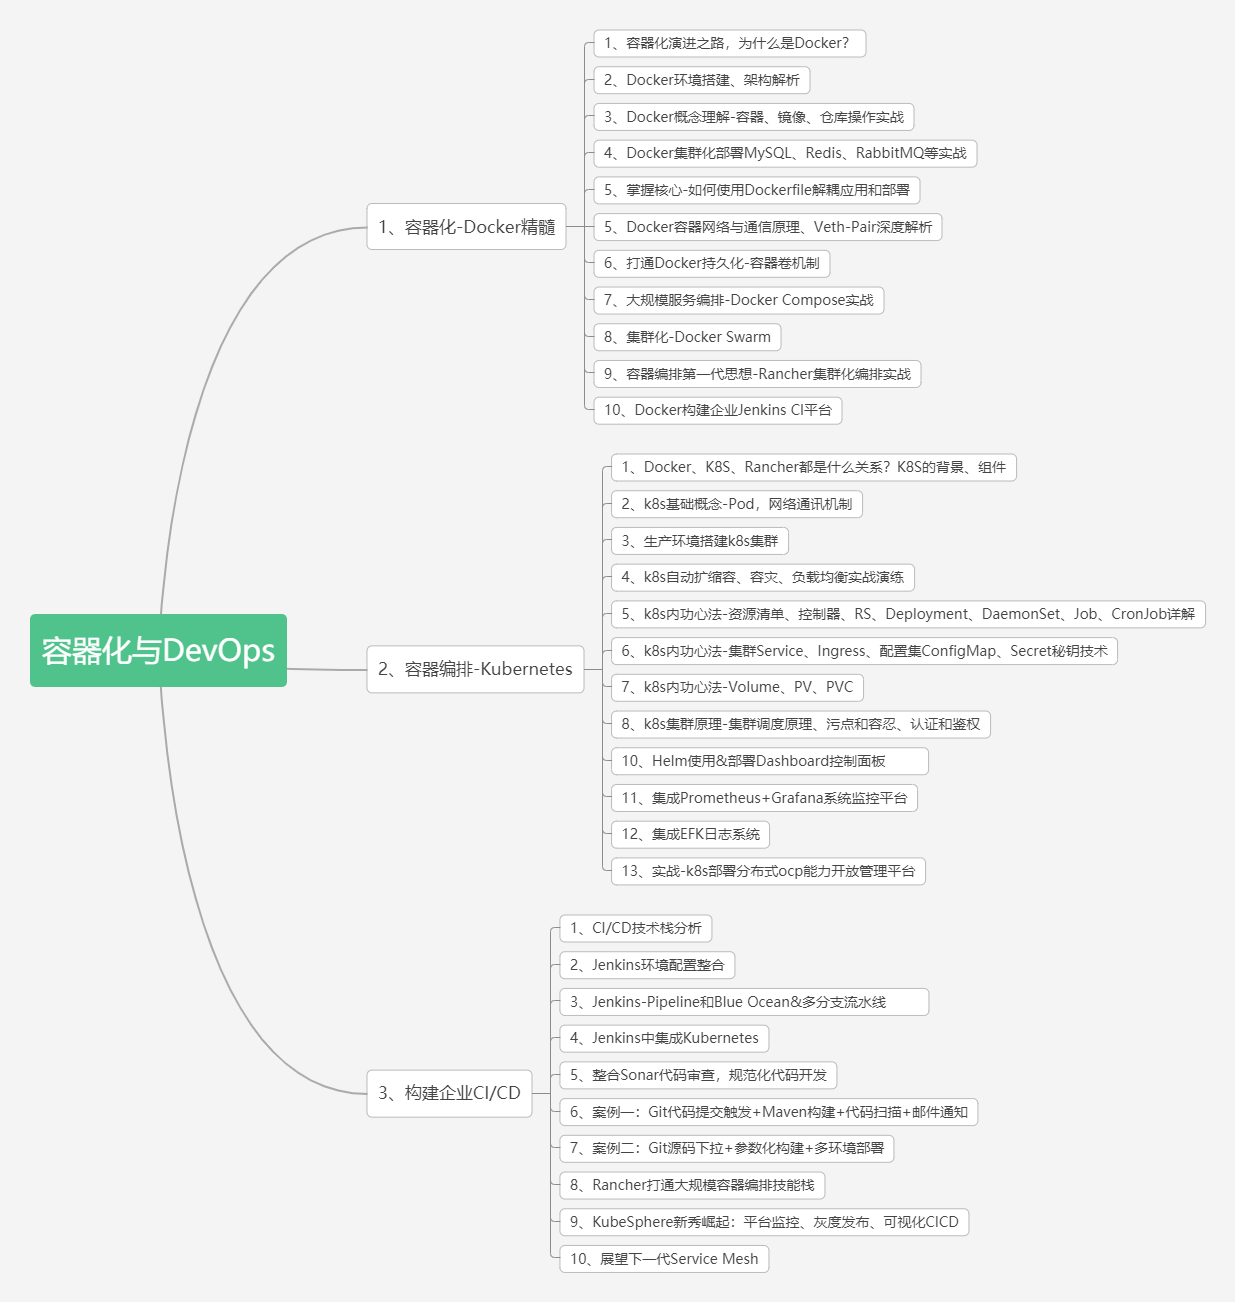 容器化与DevOps
1、容器化-Docker精髓
1、容器化演进之路，为什么是Docker？
2、Docker环境搭建、架构解析
3、Docker概念理解-容器、镜像、仓库操作实战
4、Docker集群化部署MySQL、Redis、RabbitMQ等实战
5、掌握核心-如何使用Dockerfile解耦应用和部署
5、Docker容器网络与通信原理、Veth-Pair深度解析
6、打通Docker持久化-容器卷机制
7、大规模服务编排-Docker Compose实战
8、集群化-Docker Swarm
9、容器编排第一代思想-Rancher集群化编排实战
10、Docker构建企业Jenkins CI平台
2、容器编排-Kubernetes
1、Docker、K8S、Rancher都是什么关系？K8S的背景、组件
2、k8s基础概念-Pod，网络通讯机制
3、生产环境搭建k8s集群
4、k8s自动扩缩容、容灾、负载均衡实战演练
5、k8s内功心法-资源清单、控制器、RS、Deployment、DaemonSet、Job、CronJob详解
6、k8s内功心法-集群Service、Ingress、配置集ConfigMap、Secret秘钥技术
7、k8s内功心法-Volume、PV、PVC
8、k8s集群原理-集群调度原理、污点和容忍、认证和鉴权
10、Helm使用&部署Dashboard控制面板
11、集成Prometheus+Grafana系统监控平台
12、集成EFK日志系统
13、实战-k8s部署分布式ocp能力开放管理平台
3、构建企业CI/CD
1、CI/CD技术栈分析
2、Jenkins环境配置整合
3、Jenkins-Pipeline和Blue Ocean&多分支流水线
4、Jenkins中集成Kubernetes
5、整合Sonar代码审查，规范化代码开发
6、案例一：Git代码提交触发+Maven构建+代码扫描+邮件通知
7、案例二：Git源码下拉+参数化构建+多环境部署
8、Rancher打通大规模容器编排技能栈
9、KubeSphere新秀崛起：平台监控、灰度发布、可视化CICD
10、展望下一代Service Mesh